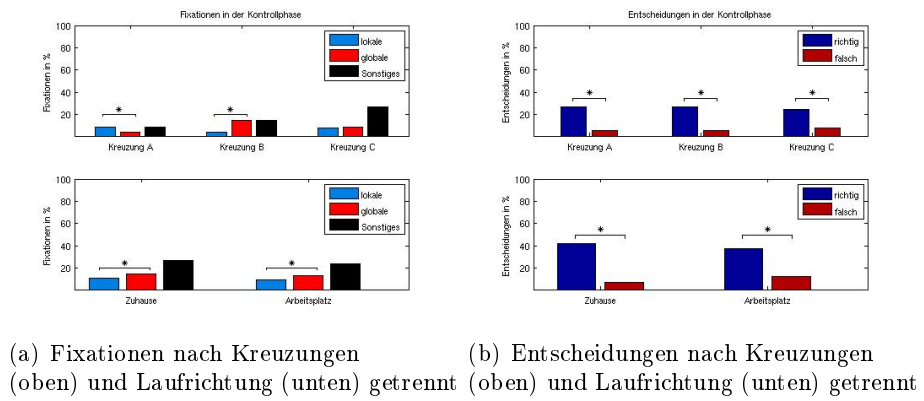 Fixationen in der Kontrollphase
Fixationen in %
100
80
60
40
20
lokale
globale
Sonstiges
*
*
Kreuzung A
Kreuzung B
Kreuzung C
Fixationen in %
100
80
60
40
20
lokale
globale
Sonstiges
*
*
Zuhause
Arbeitsplatz
Entscheidungen in der Kontrollphase
Entscheidungen in %
100
80
60
40
20
richtig
falsch
*
*
*
Kreuzung A
Kreuzung B
Kreuzung C
Entscheidungen in %
100
80
60
40
20
richtig
falsch
*
*
Zuhause
Arbeitsplatz
(a) Fixationen nach Kreuzungen
(oben) und Laufrichtung (unten) getrennt
(b) Entscheidungen nach Kreuzungen
(oben) und Laufrichtung (unten) getrennt